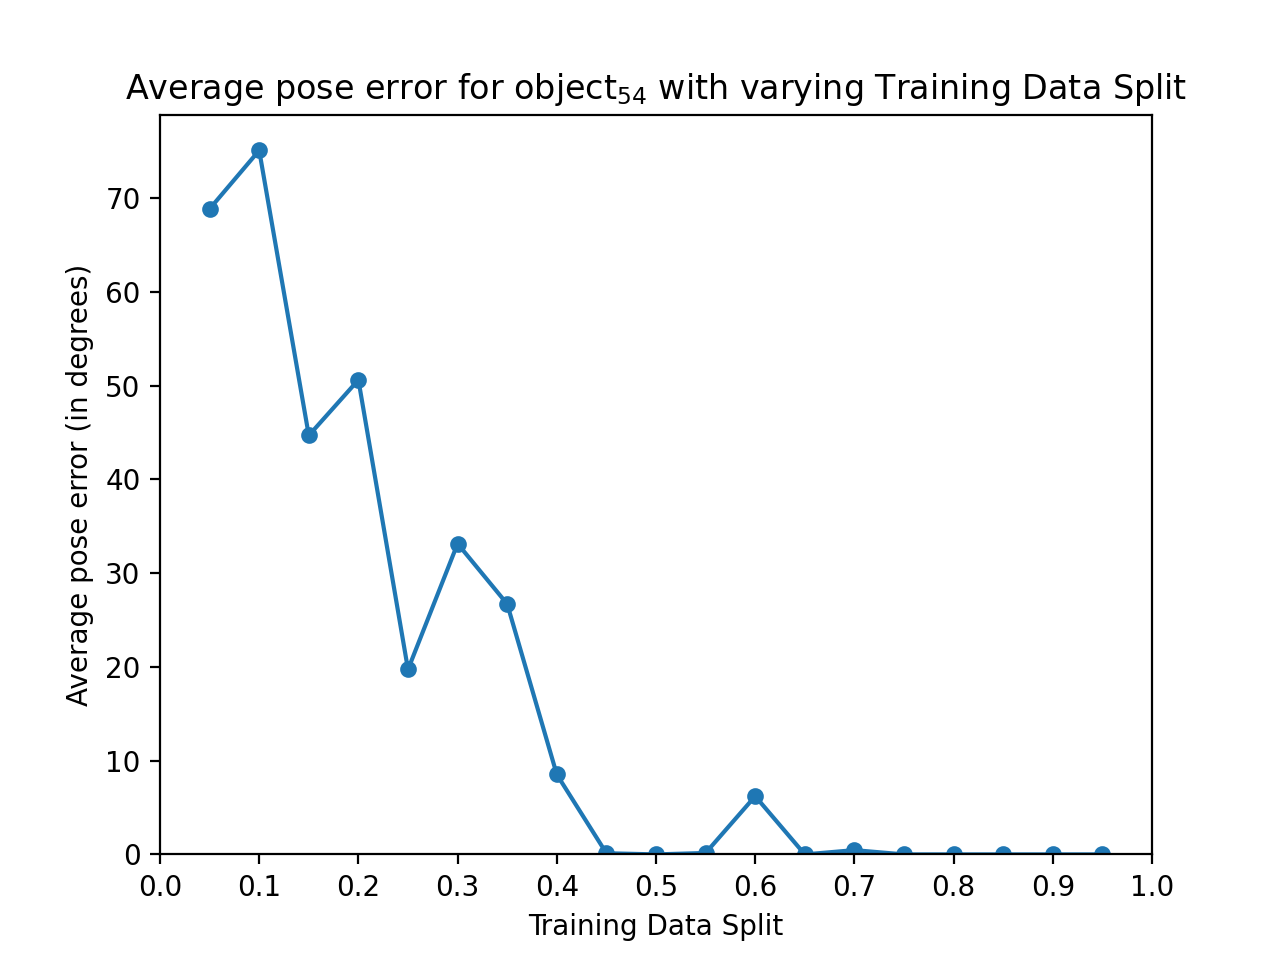 Average pose error for object₅₄ with varying Training Data Split
Average pose error (in degrees)
70
60
50
40
30
20
10
0
0.0 0.1 0.2 0.3 0.4 0.5 0.6 0.7 0.8 0.9 1.0
Training Data Split